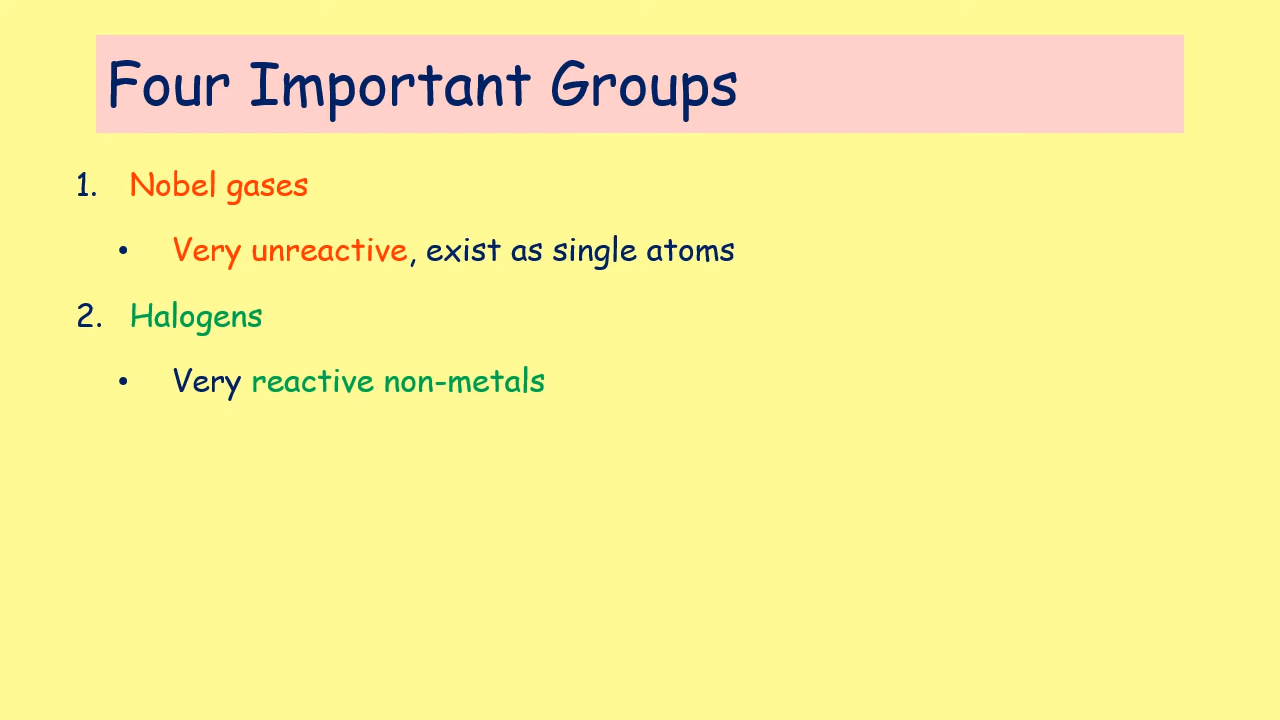 Four Important Groups
1. Nobel gases
• Very unreactive, exist as single atoms
2. Halogens
• Very reactive non-metals